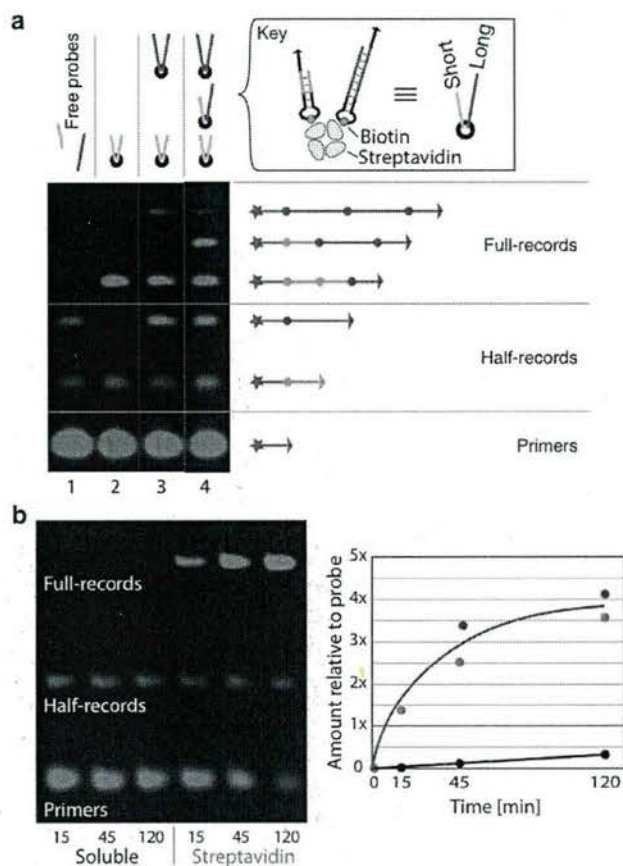 a
Free probes
Key
Short
Long
Biotin
Streptavidin
Full-records
Half-records
Primers
1 2 3 4
b
Full-records
Half-records
Primers
15 45 120 15 45 120
Soluble Streptavidin
Amount relative to probe
5x
4x
3x
2x
1x
0
0 15 45 120
Time [min]